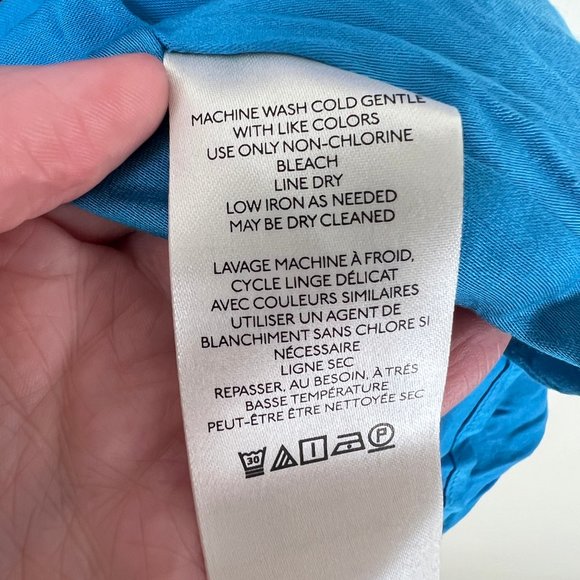 MACHINE WASH COLD GENTLE
WITH LIKE COLORS
USE ONLY NON-CHLORINE
BLEACH
LINE DRY
LOW IRON AS NEEDED
MAY BE DRY CLEANED
LAVAGE MACHINE À FROID,
CYCLE LINGE DÉLICAT
AVEC COULEURS SIMILAIRES
UTILISER UN AGENT DE
BLANCHIMENT SANS CHLORE SI
NÉCESSAIRE
LIGNE SEC
REPASSER, AU BESOIN, À TRÉS
BASSE TEMPÉRATURE
PEUT-ÊTRE ÊTRE NETTOYÉE SEC
30 P